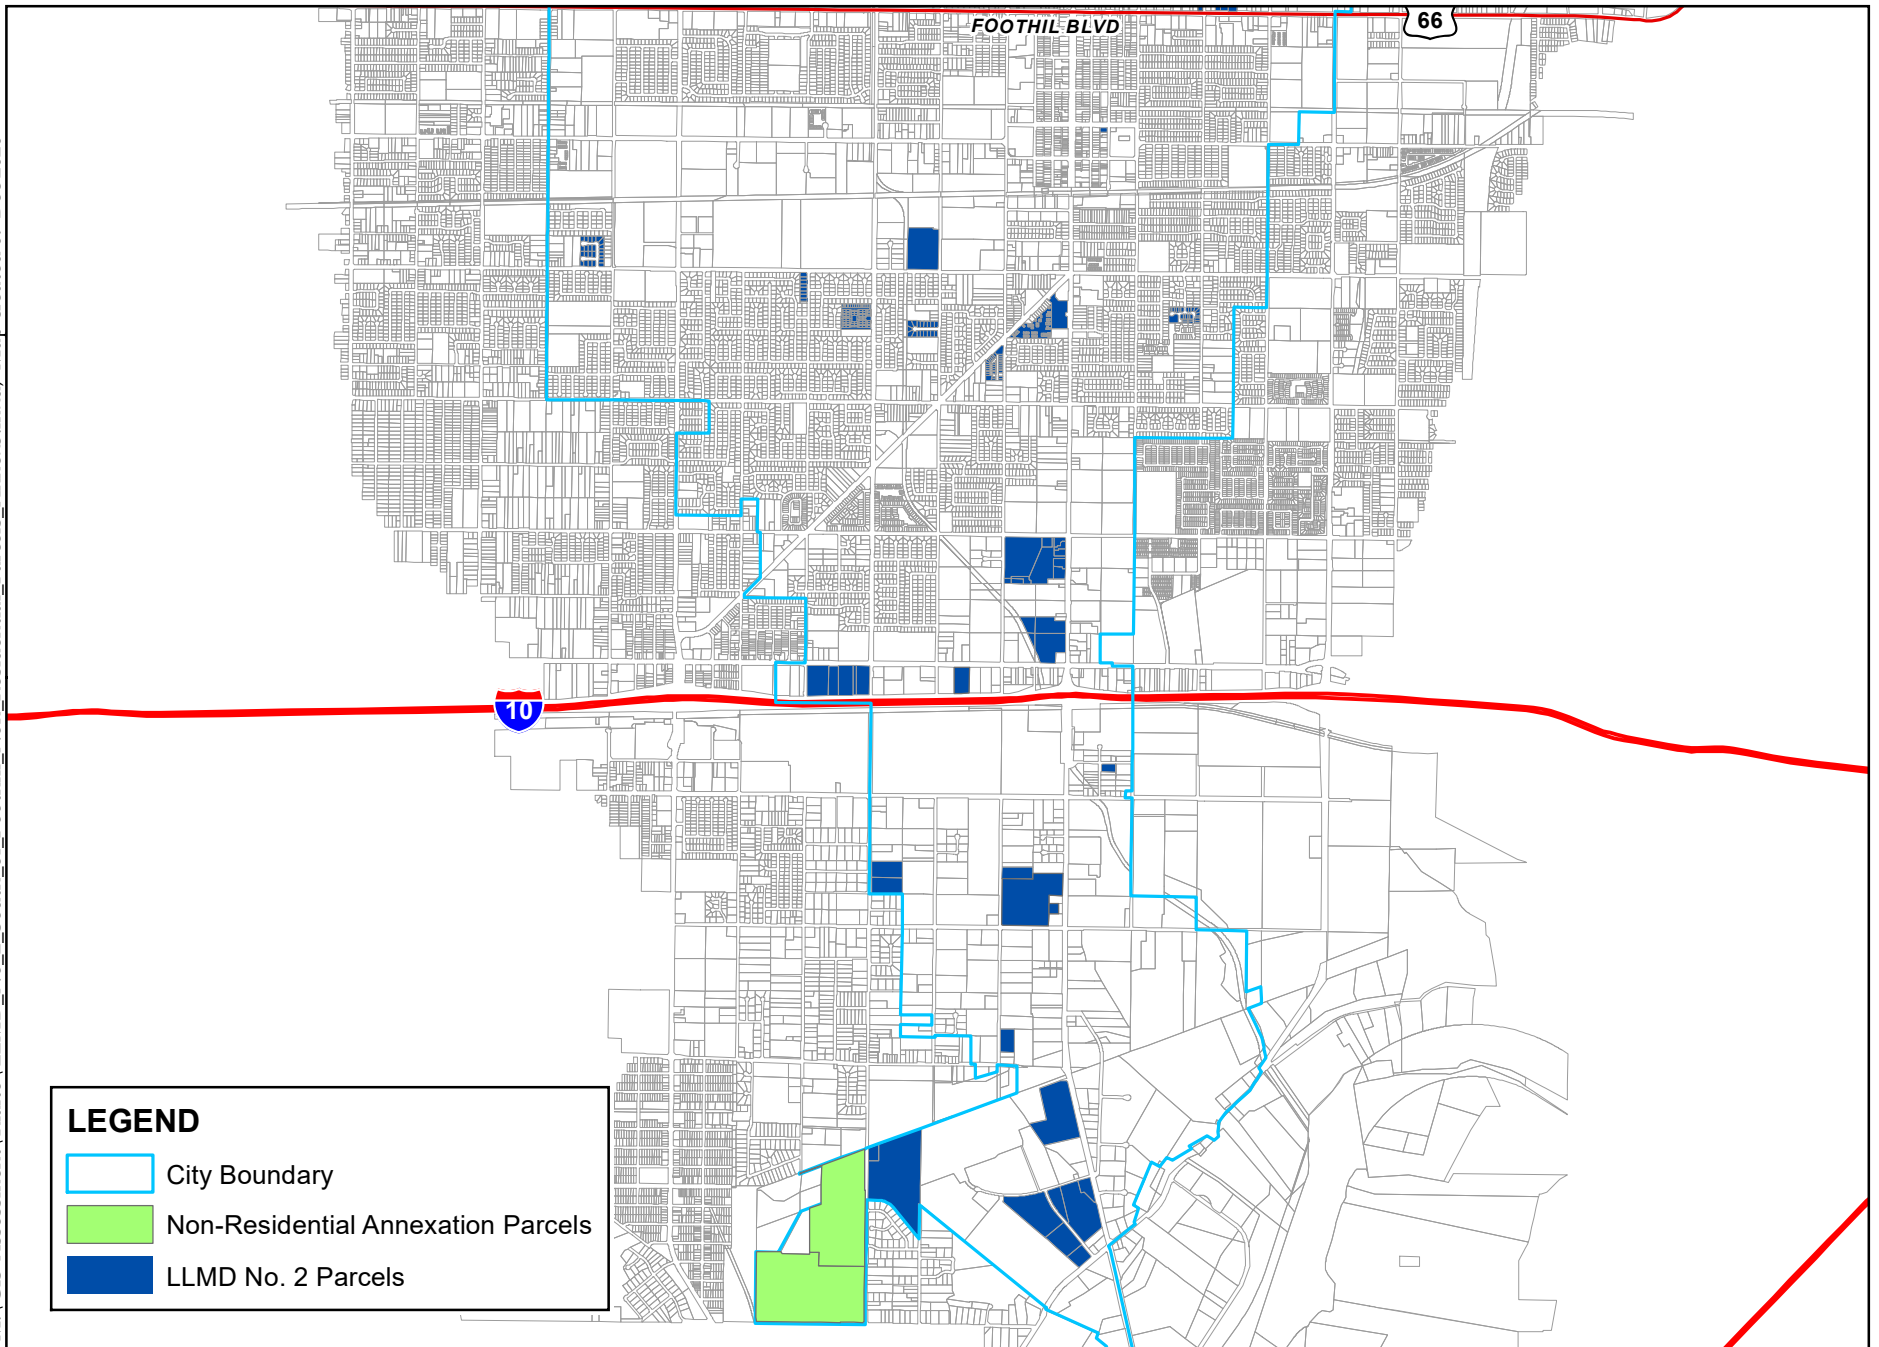 FOOTHIL BLVD
66
10
LEGEND
City Boundary
Non-Residential Annexation Parcels
LLMD No. 2 Parcels